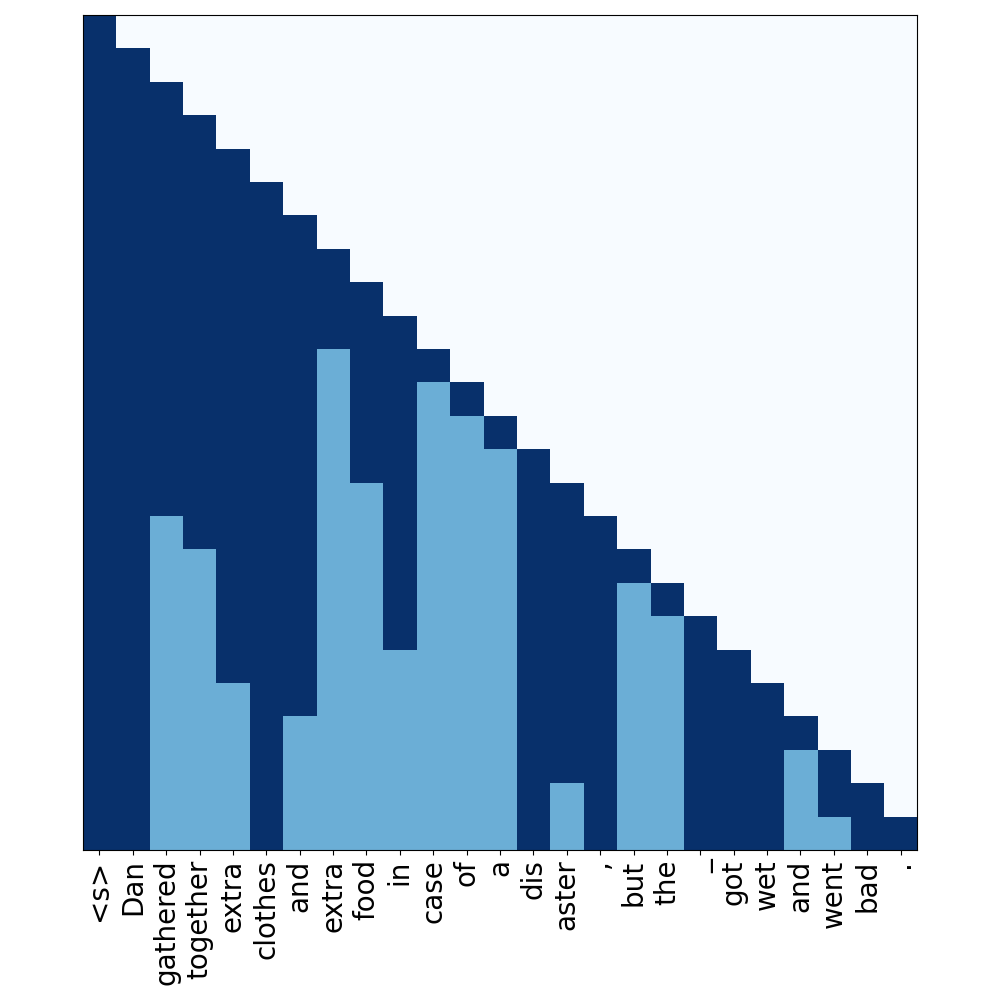 <s>
Dan
gathered
together
extra
clothes
and
extra
food
in
case
of
a
dis
aster
,
but
the
_
got
wet
and
went
bad
.